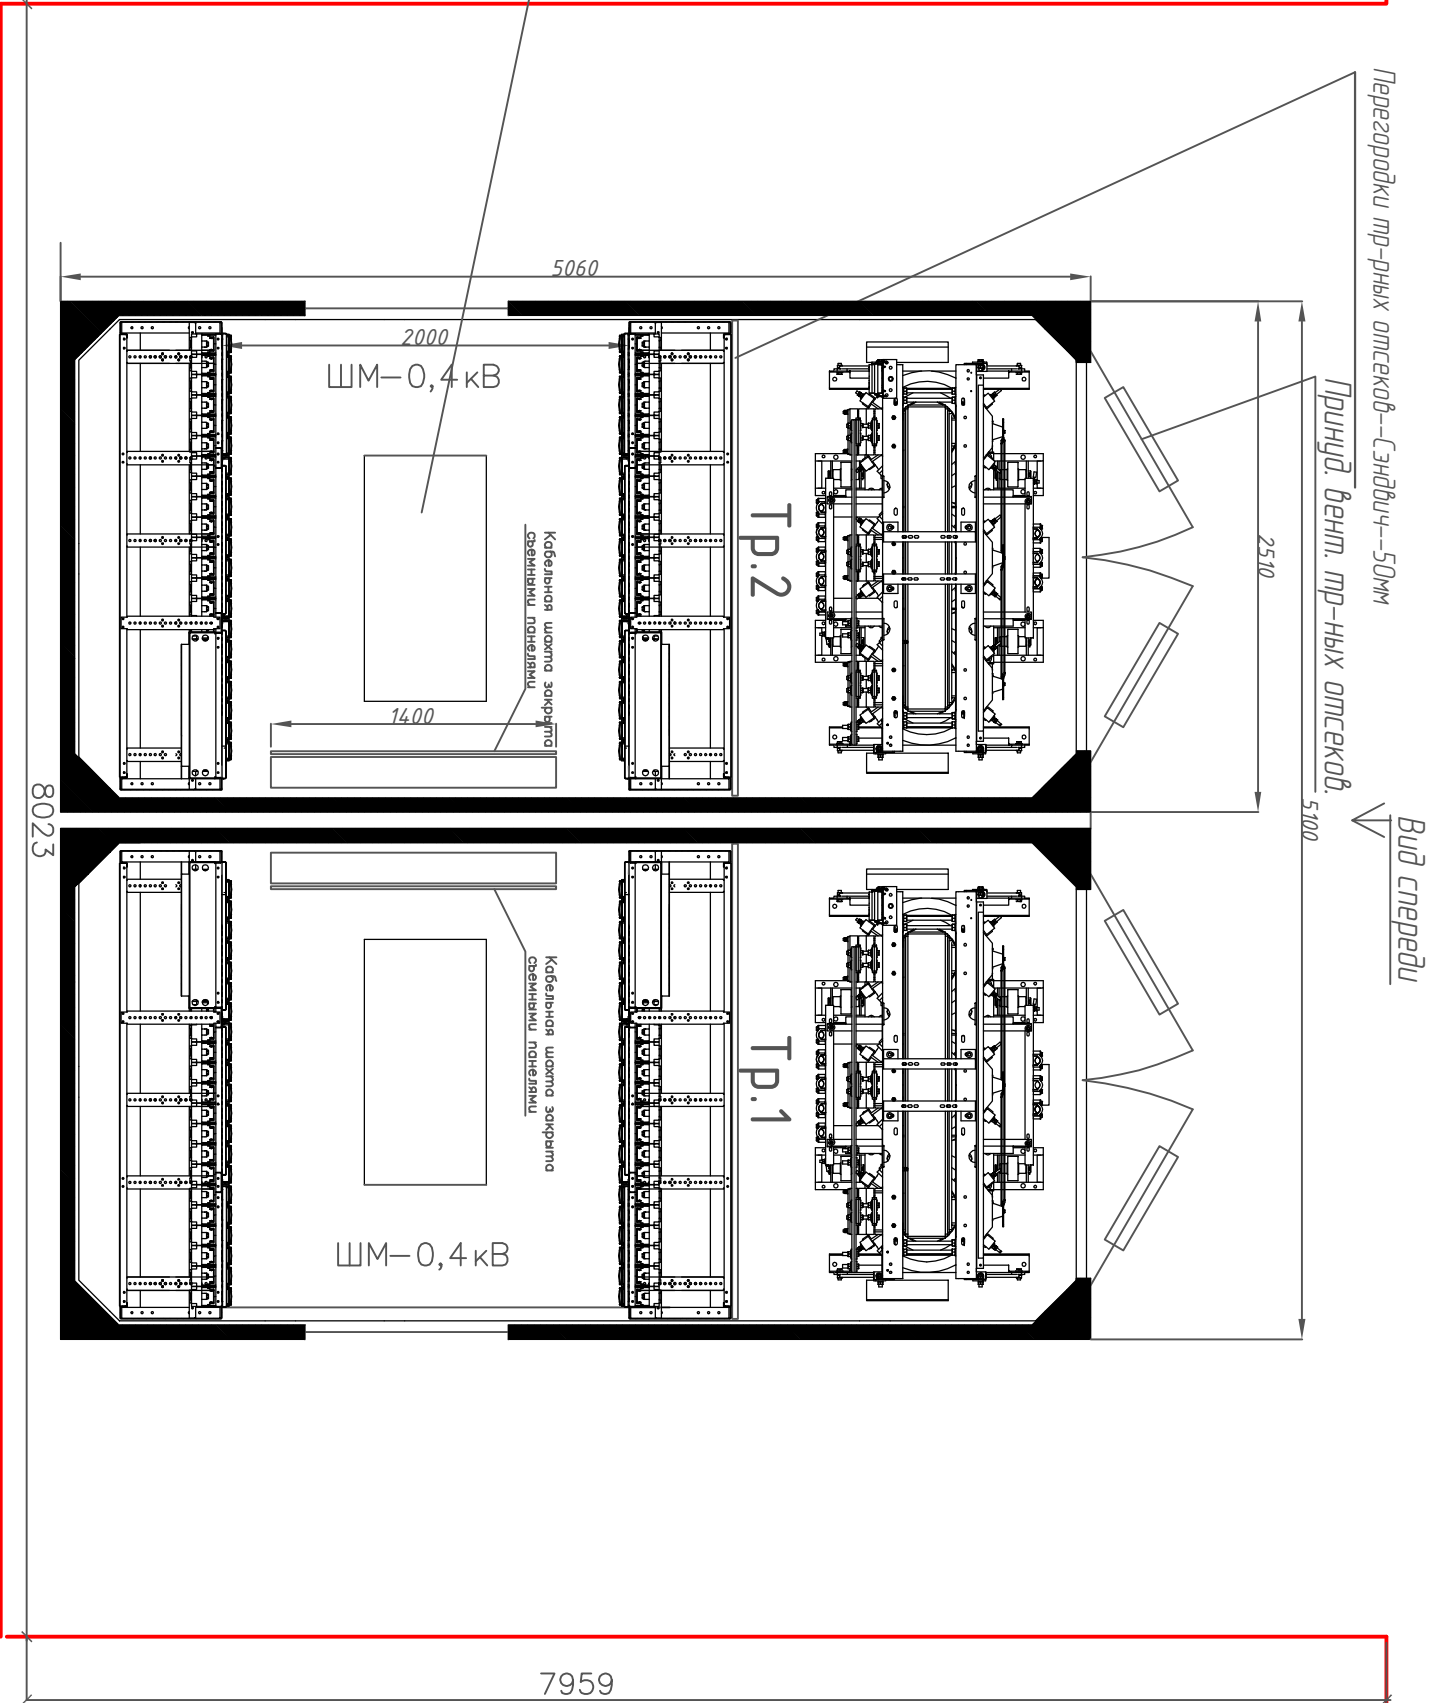 Перегородки тр-рных отсеков--Сэндвич--50мм
Принуд. вент. тр-ных отсеков.
Вид спереди
5060
2510
5100
2000
ШМ-0,4кВ
Тр.2
Кабельная шахта закрыта
съемными панелями
1400
8023
Тр.1
Кабельная шахта закрыта
съемными панелями
ШМ-0,4кВ
7959